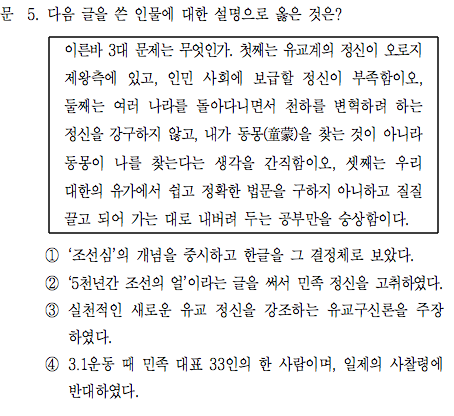 문 5. 다음 글을 쓴 인물에 대한 설명으로 옳은 것은?
이른바 3대 문제는 무엇인가. 첫째는 유교계의 정신이 오로지
제왕측에 있고, 인민 사회에 보급할 정신이 부족함이오,
둘째는 여러 나라를 돌아다니면서 천하를 변혁하려 하는
정신을 강구하지 않고, 내가 동몽(童蒙)을 찾는 것이 아니라
동몽이 나를 찾는다는 생각을 간직함이오, 셋째는 우리
대한의 유가에서 쉽고 정확한 법문을 구하지 아니하고 질질
끌고 되어 가는 대로 내버려 두는 공부만을 숭상함이다.
① ‘조선심’의 개념을 중시하고 한글을 그 결정체로 보았다.
② ‘5천년간 조선의 얼’이라는 글을 써서 민족 정신을 고취하였다.
③ 실천적인 새로운 유교 정신을 강조하는 유교구신론을 주장
하였다.
④ 3.1운동 때 민족 대표 33인의 한 사람이며, 일제의 사찰령에
반대하였다.